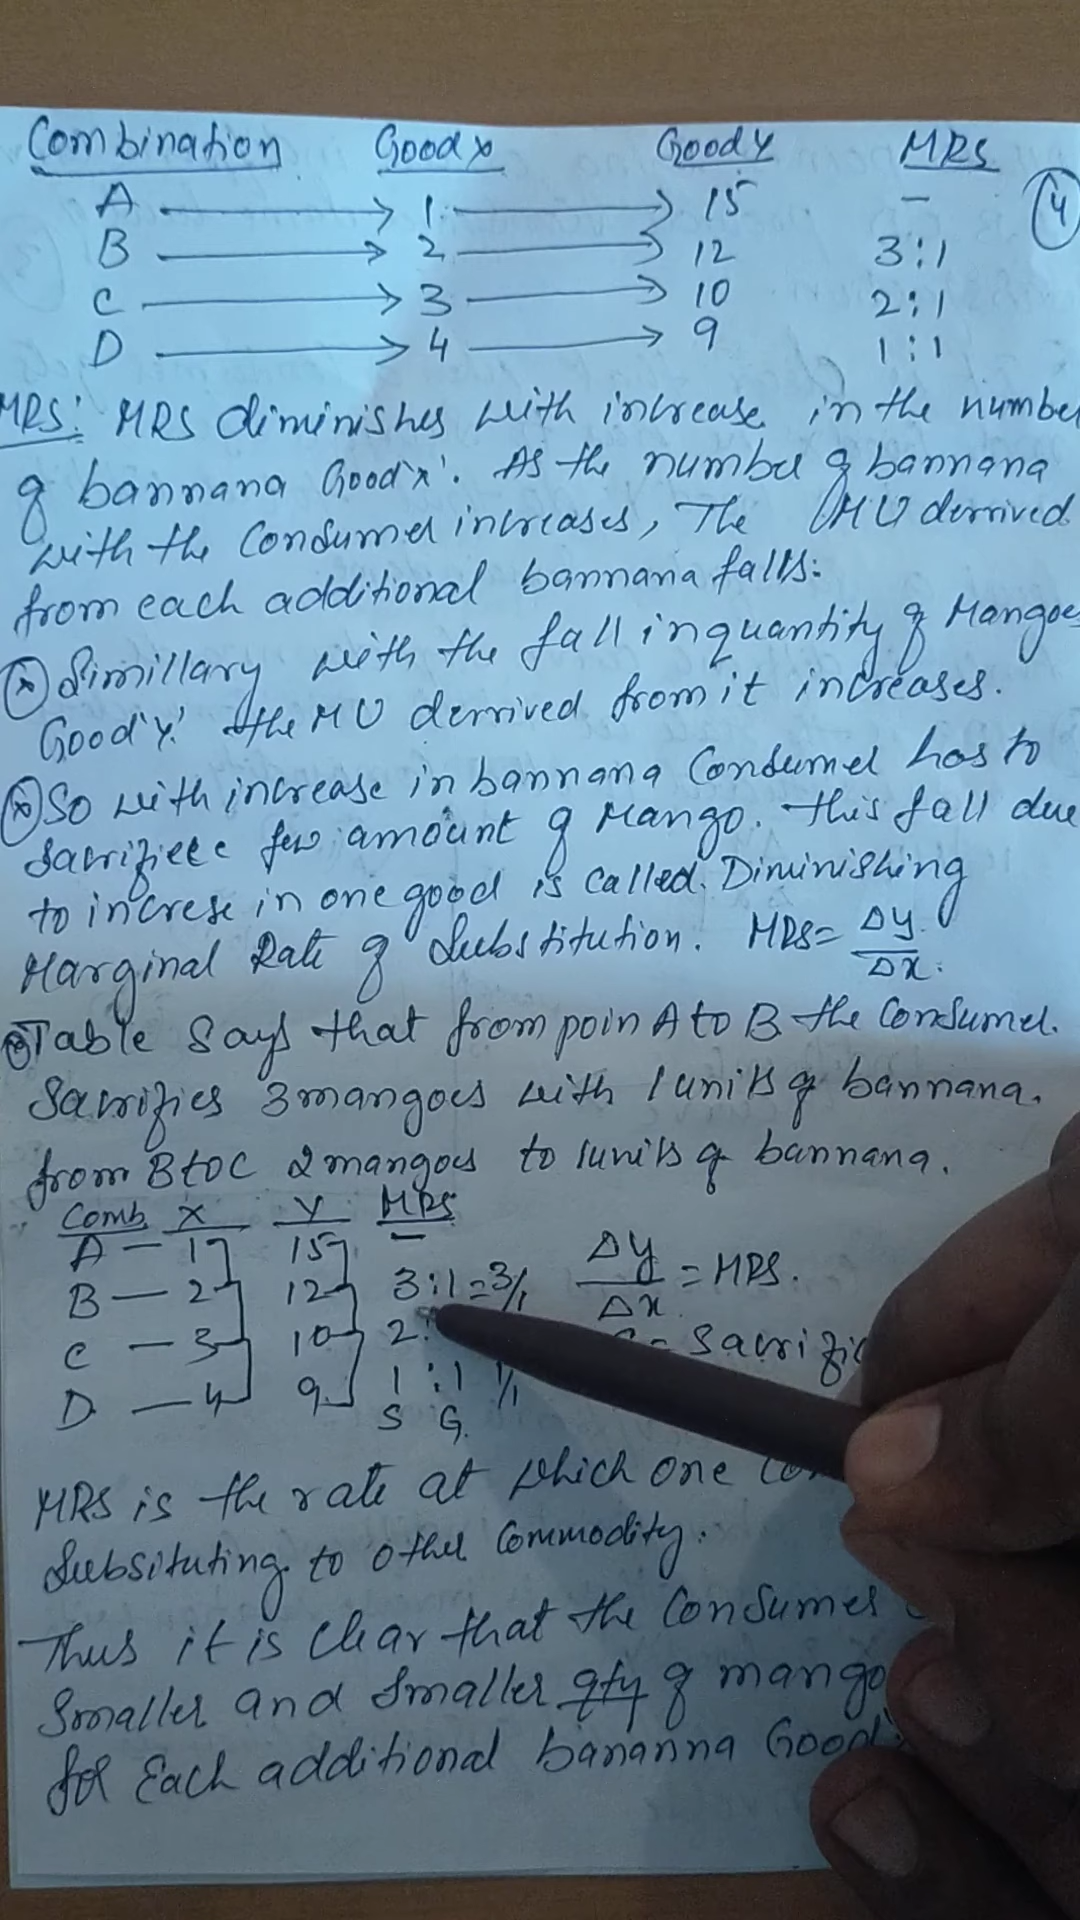 Combination Good x Good y MRS
A 1 15 – 4
B 2 12 3:1
C 3 10 2:1
D 4 9 1:1
MRS: MRS diminishes with increase in the number
of bannana Good 'x'. As the number of bannana
with the Consumer increases, The MU derrived
from each additional bannana falls.
Simillary with the fall in quantity of Mangoes
Good 'y' the MU derrived from it increases.
So with increase in bannana Consumer has to
few amount of Mango. this fall due
to increse in one good is called Diminishing
Marginal Rate of Substitution. MRS= Δy/Δx.
Table Says that from poin A to B the Consumer.
Sacrifies 3 mangoes with 1 units of bannana.
from B to C 2 mangoes to 1 units of bannana.
Comb X Y MRS
A – 1 15 –
B – 2 12 3:1 = 3/1 Δy/Δx = MRS.
C – 3 10 2:
D. – 4 9 1:1 1/1
S G.
MRS is the rate at which one
Subsituting to other Commodity.
Thus it is clear that the Consumer
Smaller and Smaller qty of mango
for Each additional bananna Good